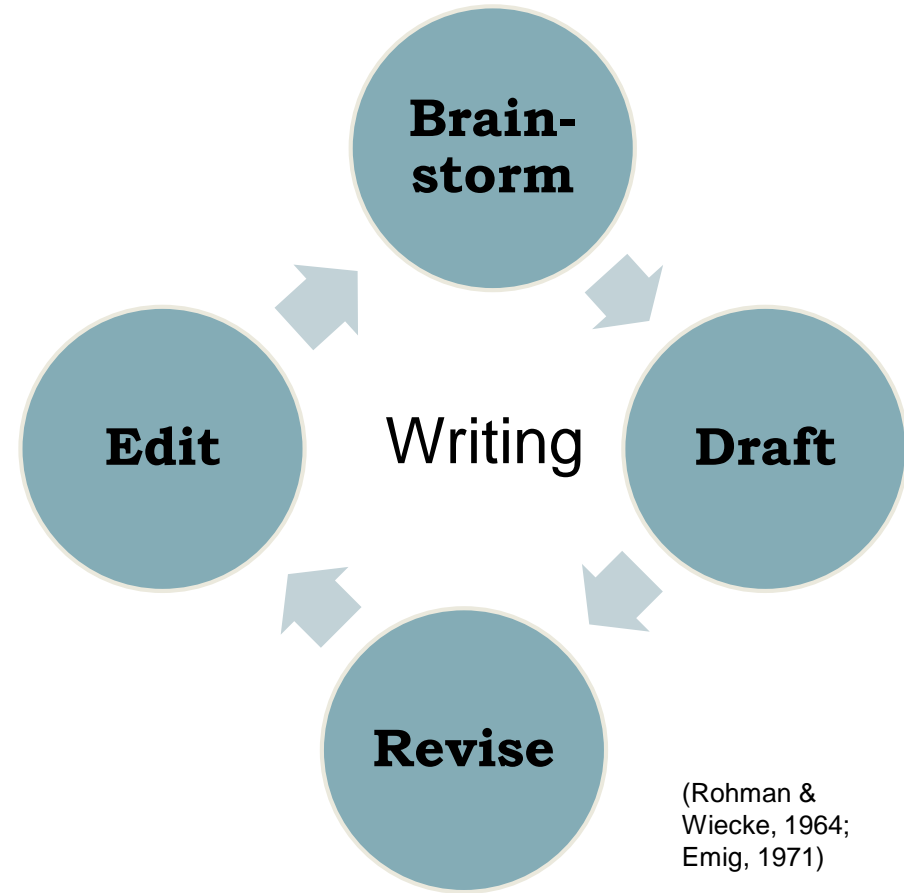 Brain-
storm
Edit
Writing
Draft
Revise
(Rohman &
Wiecke, 1964;
Emig, 1971)